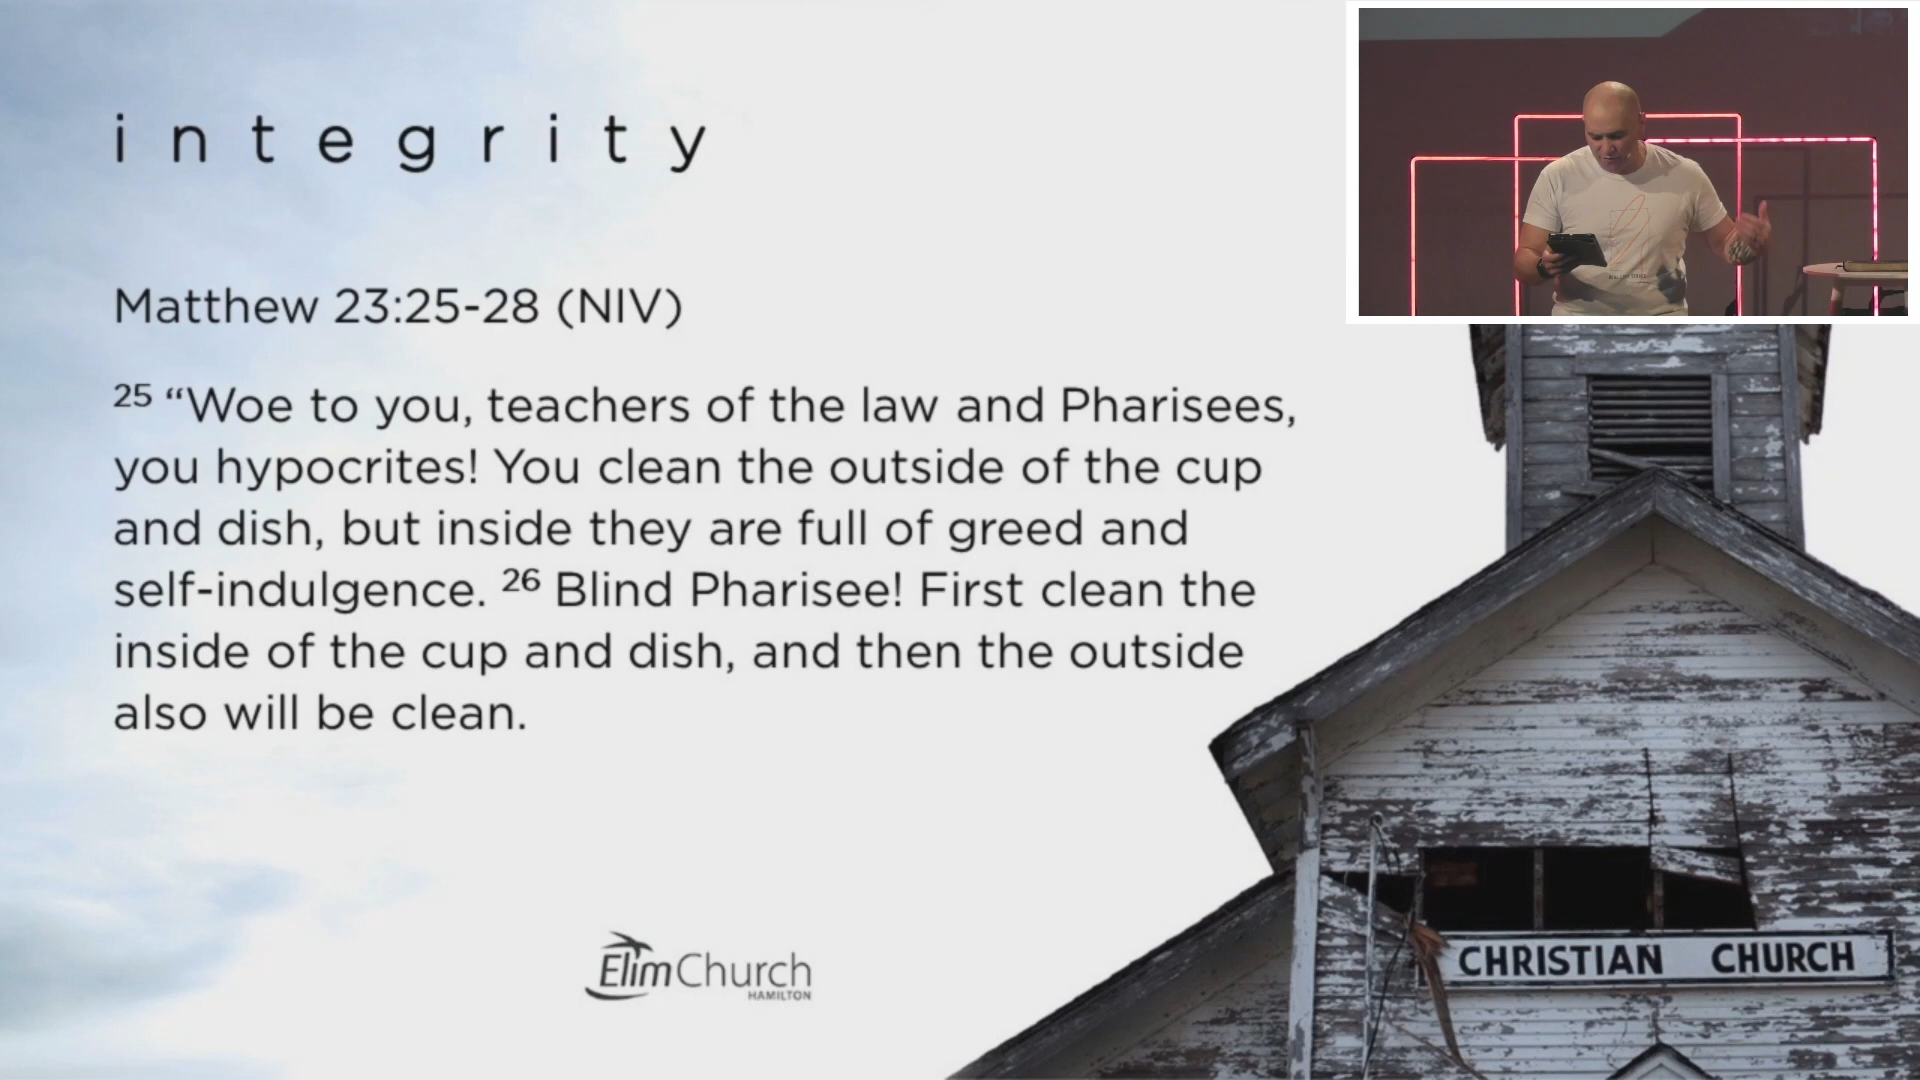 i n t e g r i t y
Matthew 23:25-28 (NIV)
25 “Woe to you, teachers of the law and Pharisees,
you hypocrites! You clean the outside of the cup
and dish, but inside they are full of greed and
self-indulgence. 26 Blind Pharisee! First clean the
inside of the cup and dish, and then the outside
also will be clean.
Elim Church
HAMILTON
CHRISTIAN CHURCH